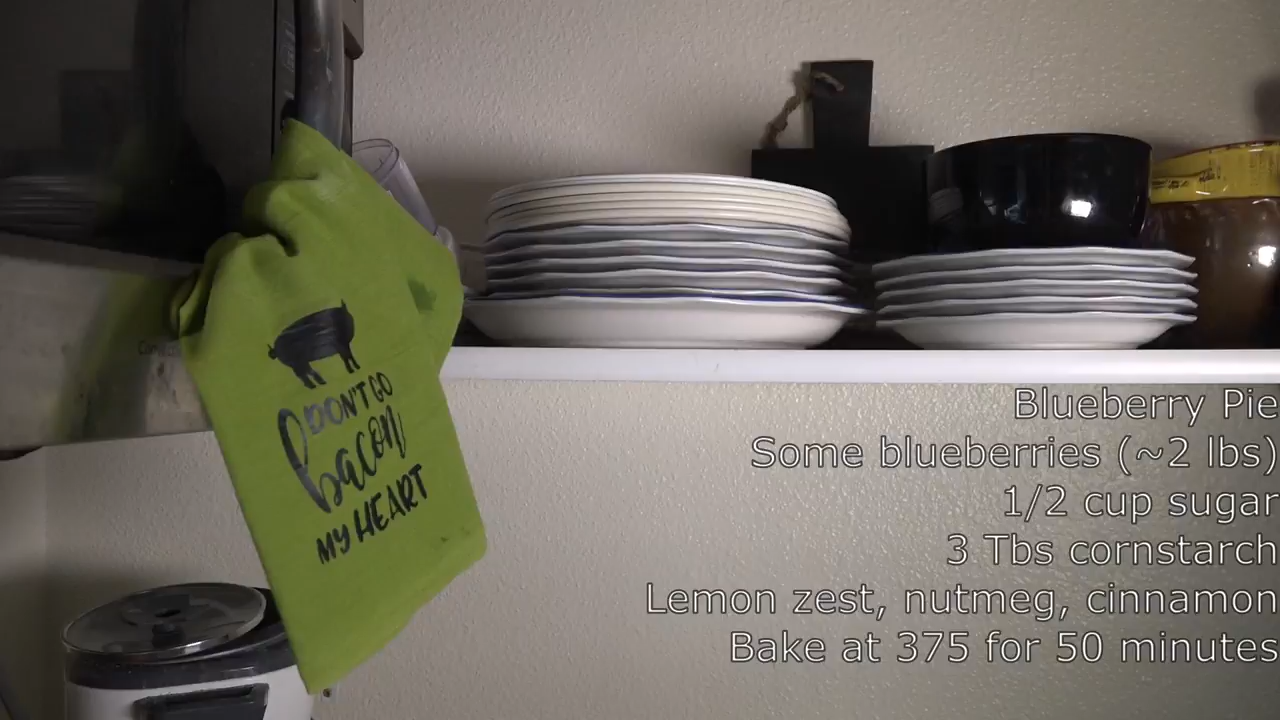 DON'T GO
bacon
MY HEART
Blueberry Pie
Some blueberries (~2 lbs)
1/2 cup sugar
3 Tbs cornstarch
Lemon zest, nutmeg, cinnamon
Bake at 375 for 50 minutes